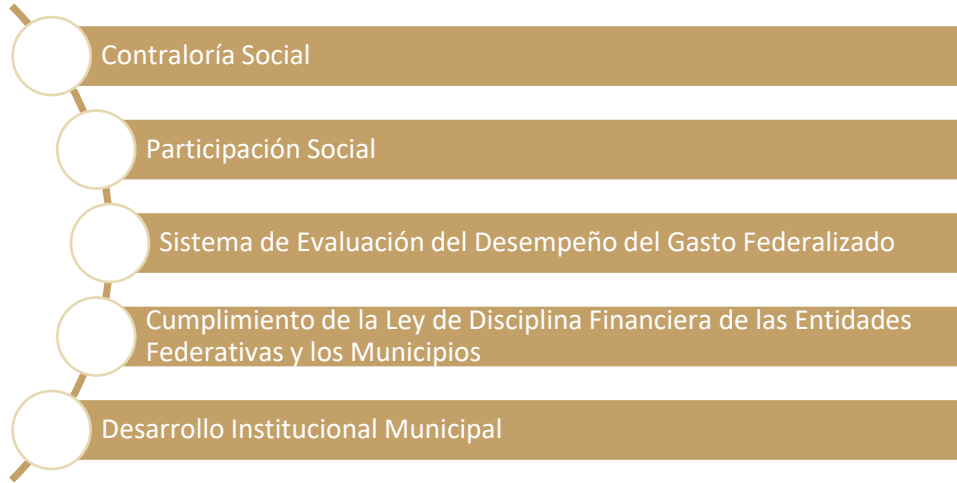 Contraloría Social
Participación Social
Sistema de Evaluación del Desempeño del Gasto Federalizado
Cumplimiento de la Ley de Disciplina Financiera de las Entidades
Federativas y los Municipios
Desarrollo Institucional Municipal